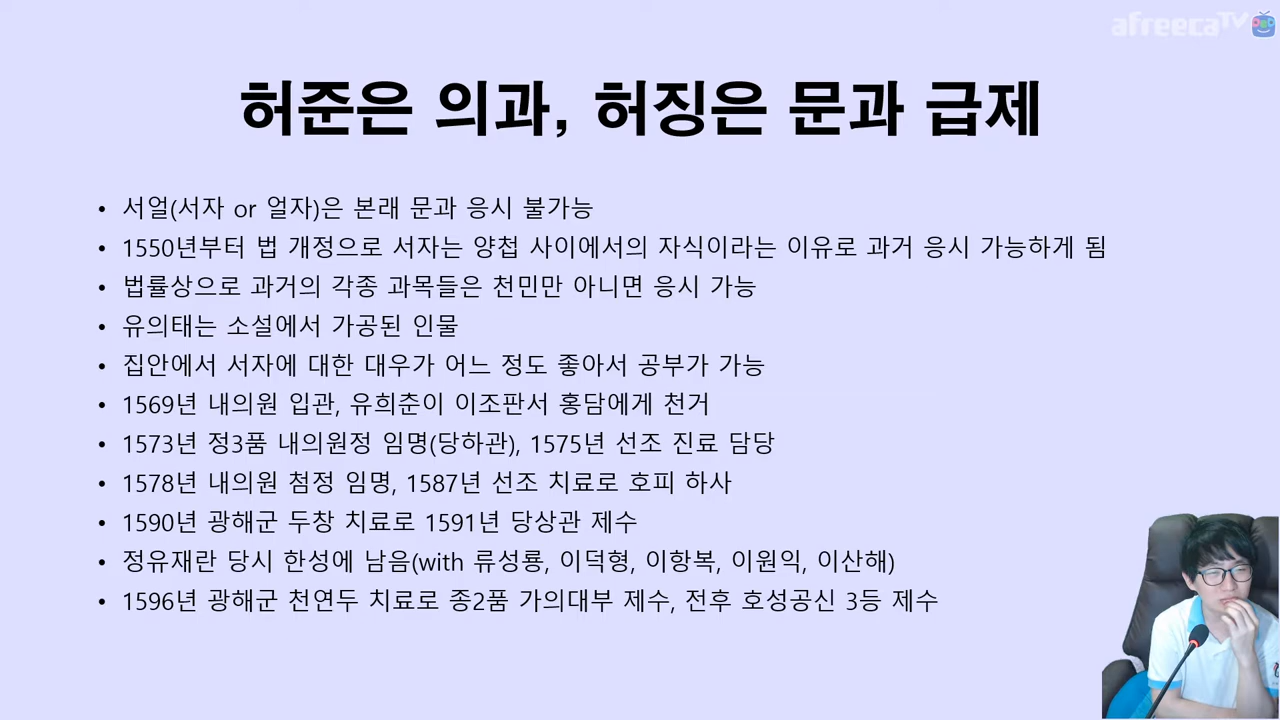 afreecaTV
허준은 의과, 허징은 문과 급제
• 서얼(서자 or 얼자)은 본래 문과 응시 불가능
• 1550년부터 법 개정으로 서자는 양첩 사이에서의 자식이라는 이유로 과거 응시 가능하게 됨
• 법률상으로 과거의 각종 과목들은 천민만 아니면 응시 가능
• 유의태는 소설에서 가공된 인물
• 집안에서 서자에 대한 대우가 어느 정도 좋아서 공부가 가능
• 1569년 내의원 입관, 유희춘이 이조판서 홍담에게 천거
• 1573년 정3품 내의원정 임명(당하관), 1575년 선조 진료 담당
• 1578년 내의원 첨정 임명, 1587년 선조 치료로 호피 하사
• 1590년 광해군 두창 치료로 1591년 당상관 제수
• 정유재란 당시 한성에 남음(with 류성룡, 이덕형, 이항복, 이원익, 이산해)
• 1596년 광해군 천연두 치료로 종2품 가의대부 제수, 전후 호성공신 3등 제수